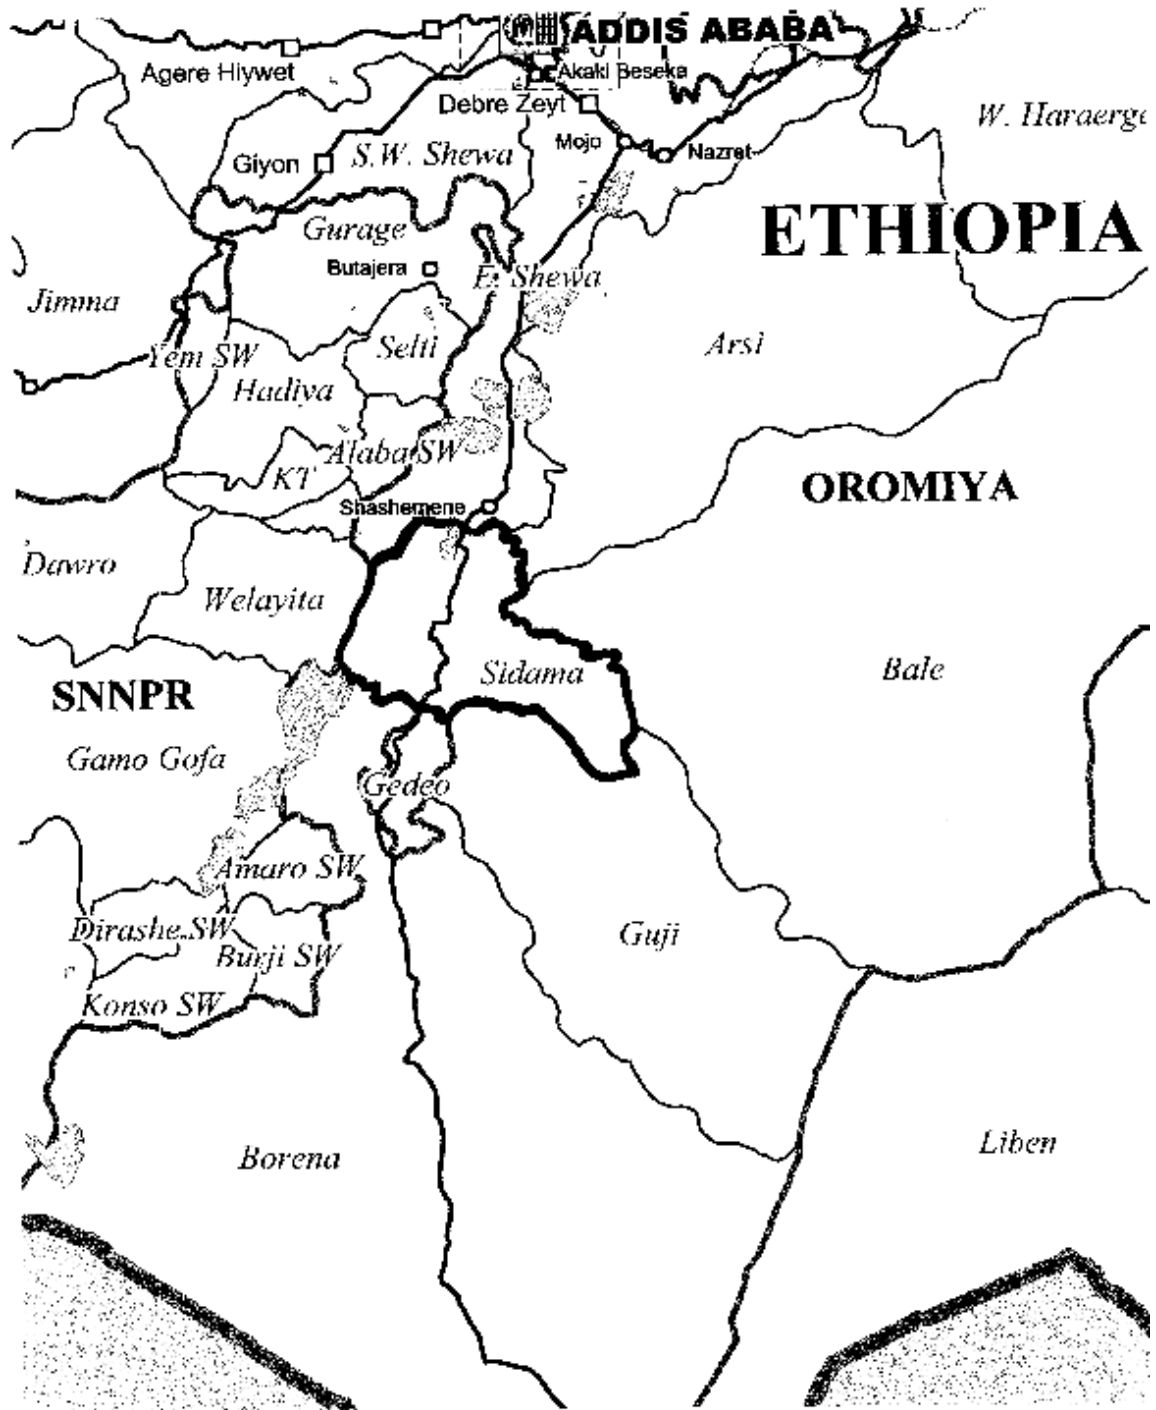 ADDIS ABABA
Agere Hiywet
Akaki Beseka
Debre Zeyt
W. Haraerge
Mojo
Nazret
Giyon
S.W. Shewa
ETHIOPIA
Gurage
Butajera
E. Shewa
Jimma
Yem SW
Selti
Arsi
Hadiya
Alaba SW
KT
OROMIYA
Shashemene
Dawro
Welayita
Sidama
Bale
SNNPR
Gamo Gofa
Gedeo
Amaro SW
Dirashe SW
Burji SW
Guji
Konso SW
Borena
Liben